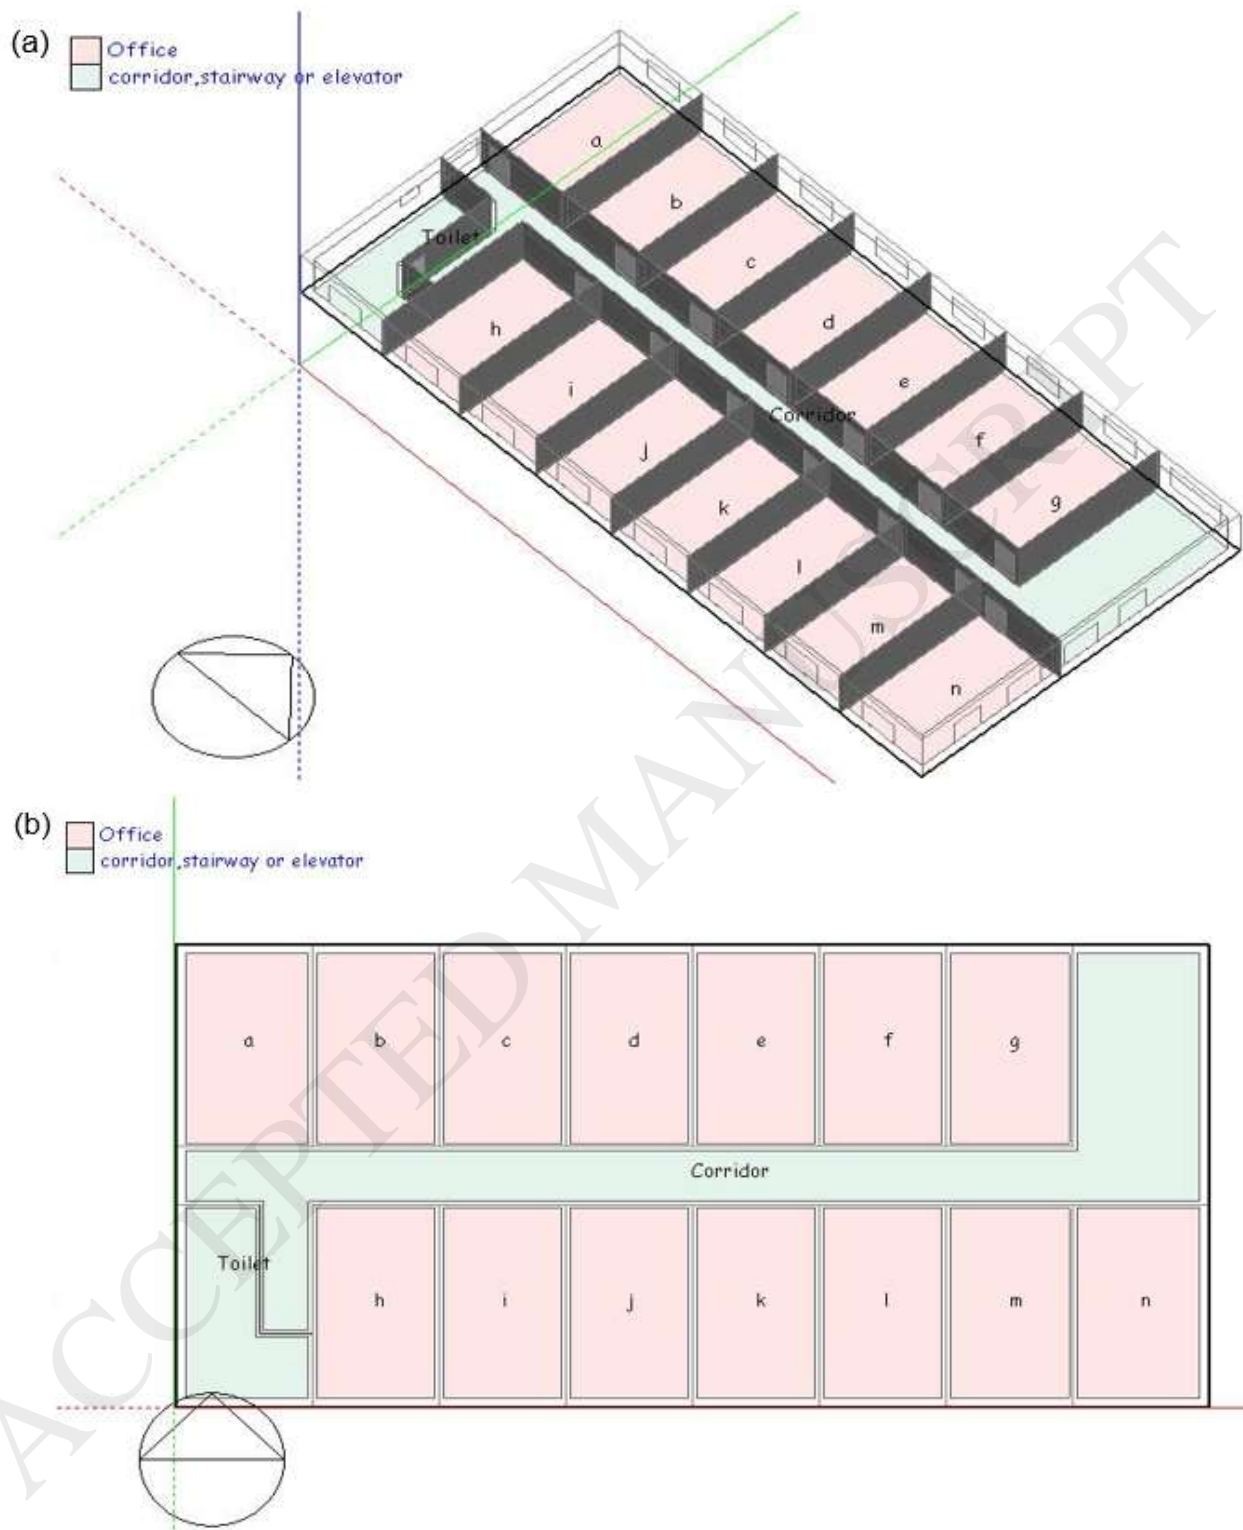 (a)
Office
corridor,stairway or elevator
a
b
Toilet
c
h
d
i
e
Corridor
f
j
g
k
l
m
n
(b)
Office
corridor,stairway or elevator
a b c d e f g
Corridor
Toilet
h i j k l m n
ACCEPTED MANUSCRIPT